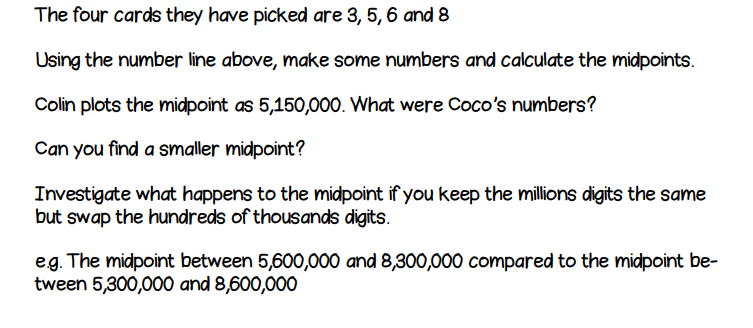 The four cards they have picked are 3, 5, 6 and 8
Using the number line above, make some numbers and calculate the midpoints.
Colin plots the midpoint as 5,150,000. What were Coco's numbers?
Can you find a smaller midpoint?
Investigate what happens to the midpoint if you keep the millions digits the same
but swap the hundreds of thousands digits.
e.g. The midpoint between 5,600,000 and 8,300,000 compared to the midpoint be-
tween 5,300,000 and 8,600,000